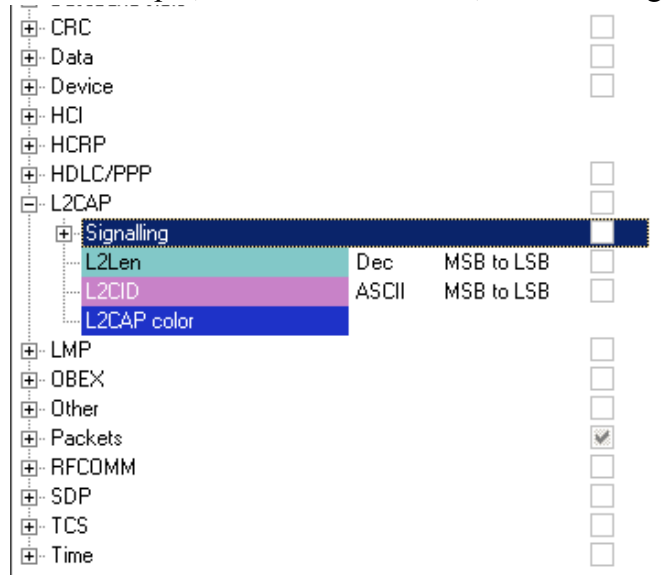 CRC
Data
Device
HCI
HCRP
HDLC/PPP
L2CAP
Signalling
L2Len Dec MSB to LSB
L2CID ASCII MSB to LSB
L2CAP color
LMP
OBEX
Other
Packets
RFCOMM
SDP
TCS
Time